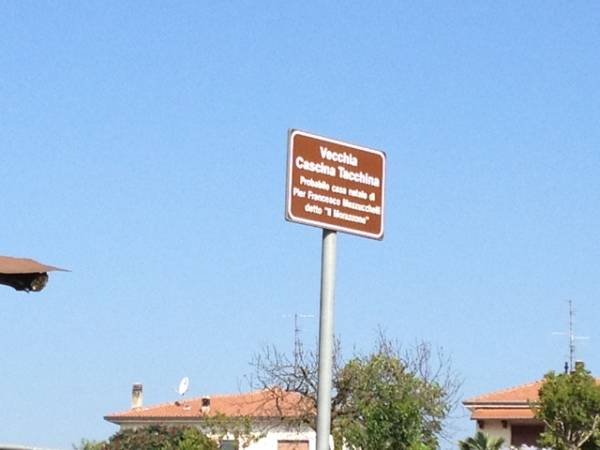 Vecchia
Cascina Tacchina
Probabile casa natale di
Pier Francesco Mazzucchelli
detto "Il Morazzone"